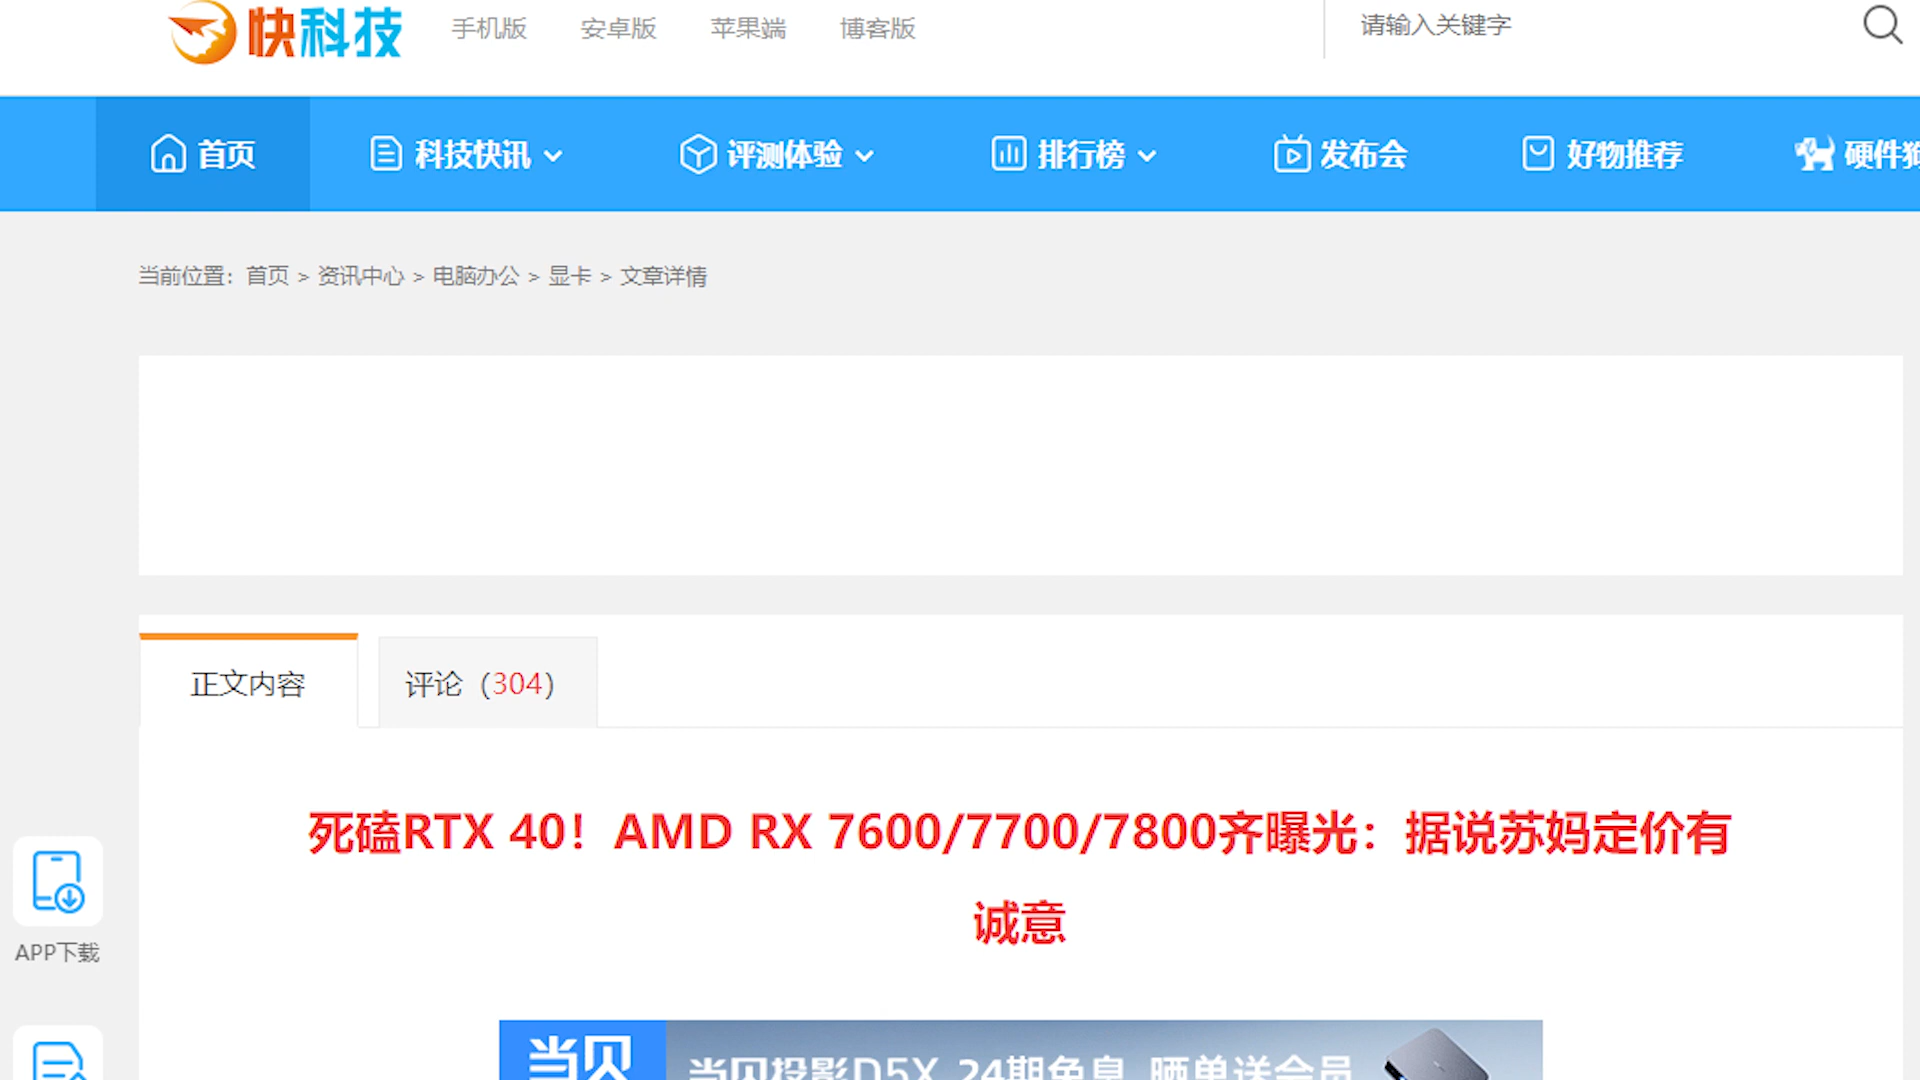 快科技 手机版 安卓版 苹果端 博客版 请输入关键字
首页 科技快讯 评测体验 排行榜 发布会 好物推荐 硬件狗
当前位置：首页 > 资讯中心 > 电脑办公 > 显卡 > 文章详情
正文内容 评论（304）
死磕RTX 40！AMD RX 7600/7700/7800齐曝光：据说苏妈定价有
诚意
APP下载
当贝 当贝投影D5X 24期免息 晒单送会员